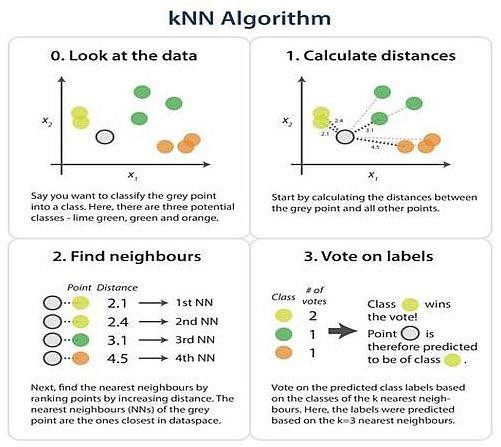 kNN Algorithm
0. Look at the data
x2
x1
Say you want to classify the grey point
into a class. Here, there are three potential
classes - lime green, green and orange.
1. Calculate distances
x2
2.4
2.1
3.1
4.5
x1
Start by calculating the distances between
the grey point and all other points.
2. Find neighbours
Point Distance
2.1 1st NN
2.4 2nd NN
3.1 3rd NN
4.5 4th NN
Next, find the nearest neighbours by
ranking points by increasing distance. The
nearest neighbours (NNs) of the grey
point are the ones closest in dataspace.
3. Vote on labels
Class # of votes
2
1
1
Class wins
the vote!
Point is
therefore predicted
to be of class .
Vote on the predicted class labels based
on the classes of the k nearest neigh-
bours. Here, the labels were predicted
based on the k=3 nearest neighbours.